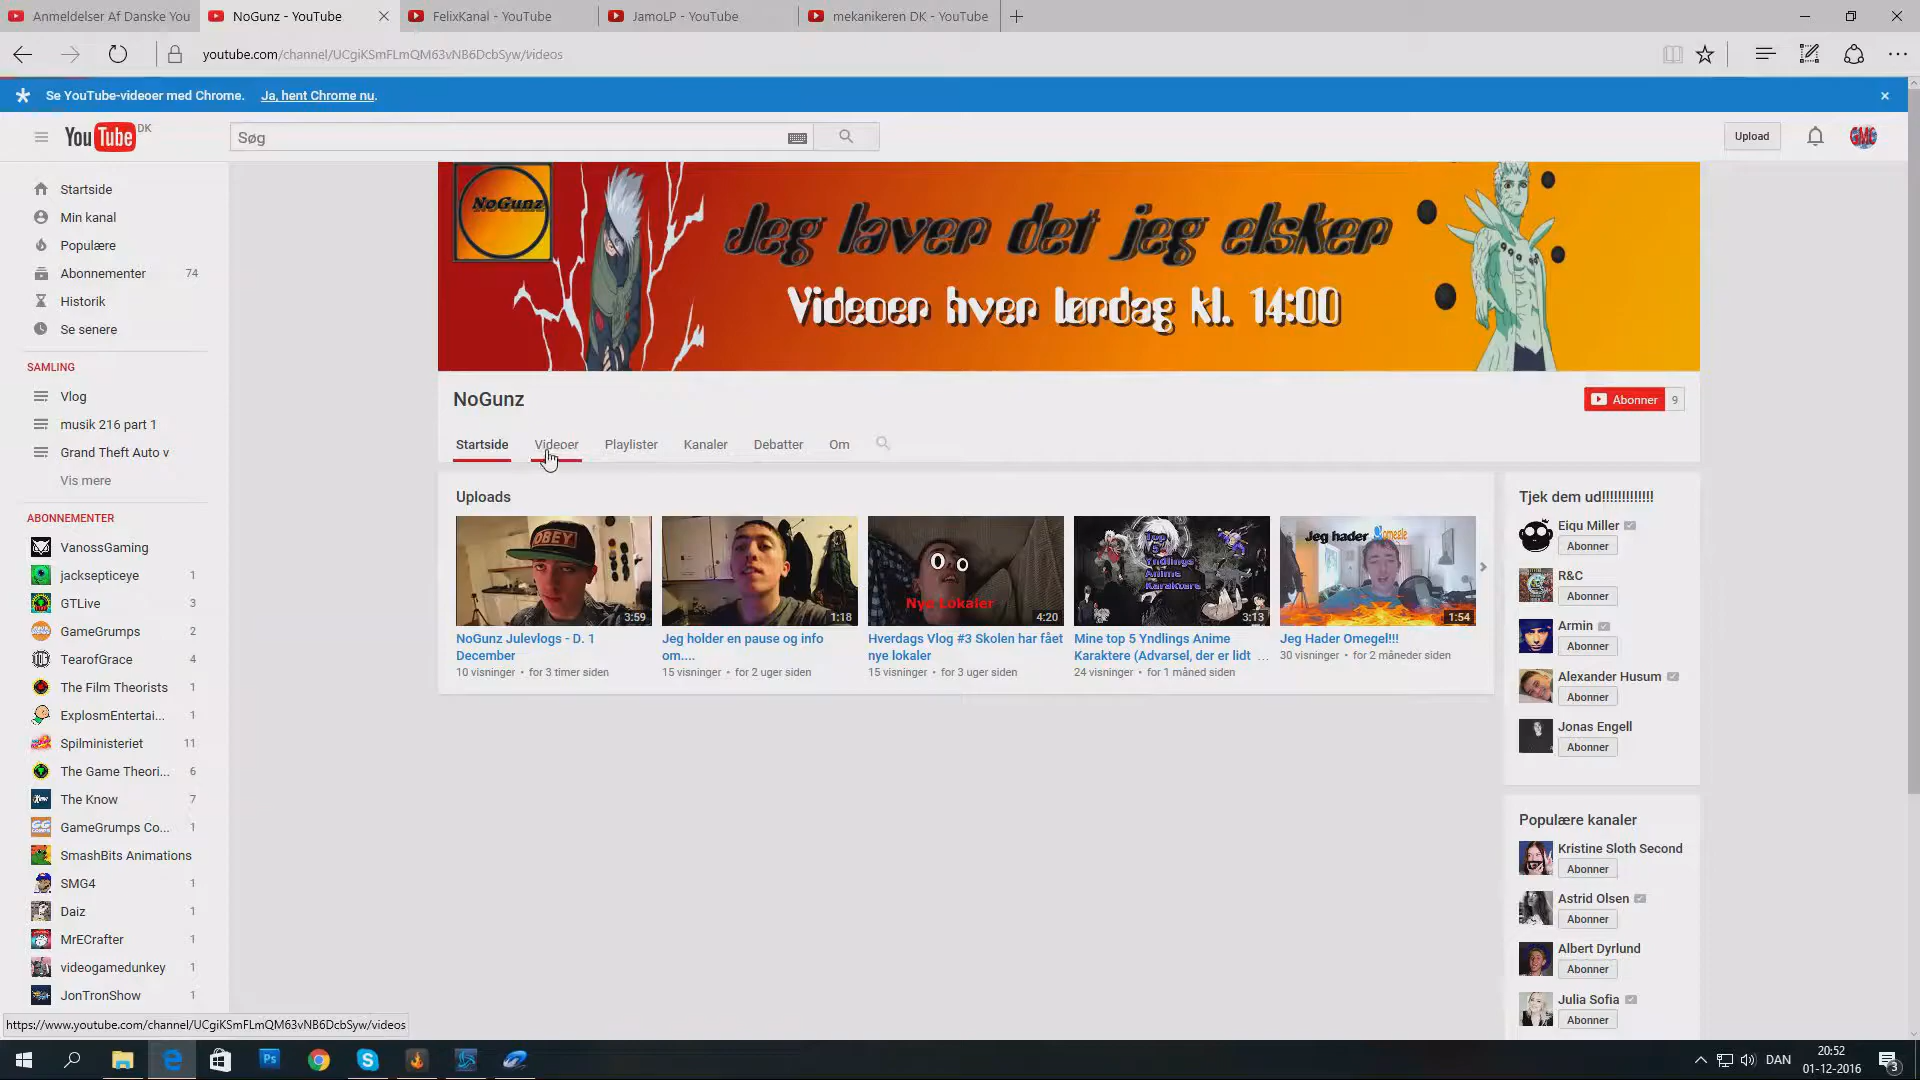 Anmeldelser Af Danske You
NoGunz - YouTube
FelixKanal - YouTube
JamoLP - YouTube
mekanikeren DK - YouTube
youtube.com/channel/UCgiKSmFLmQM63vNB6DcbSyw/videos
Se YouTube-videoer med Chrome. Ja, hent Chrome nu.
YouTube DK
Søg
Upload
GMG
Startside
Min kanal
Populære
Abonnementer 74
Historik
Se senere
SAMLING
Vlog
musik 216 part 1
Grand Theft Auto v
Vis mere
ABONNEMENTER
VanossGaming
jacksepticeye 1
GTLive 3
GameGrumps 2
TearofGrace 4
The Film Theorists 1
ExplosmEntertai... 1
Spilministeriet 11
The Game Theori... 6
The Know 7
GameGrumps Co... 1
SmashBits Animations
SMG4 1
Daiz 1
MrECrafter 1
videogamedunkey 1
JonTronShow 1
NoGunz
Jeg laver det jeg elsker
Videoer hver lørdag kl. 14:00
NoGunz
Abonner 9
Startside Videoer Playlister Kanaler Debatter Om
Uploads
OBEY
3:59
NoGunz Julevlogs - D. 1
December
10 visninger • for 3 timer siden
1:18
Jeg holder en pause og info
om....
15 visninger • for 2 uger siden
Nye Lokaler
4:20
Hverdags Vlog #3 Skolen har fået
nye lokaler
15 visninger • for 3 uger siden
Top
5
Yndlings
Anime
Karaktere
3:13
Mine top 5 Yndlings Anime
Karaktere (Advarsel, der er lidt ...
24 visninger • for 1 måned siden
Jeg hader omegle
1:54
Jeg Hader Omegel!!!
30 visninger • for 2 måneder siden
Tjek dem ud!!!!!!!!!!!!!
Eiqu Miller
Abonner
R&C
Abonner
Armin
Abonner
Alexander Husum
Abonner
Jonas Engell
Abonner
Populære kanaler
Kristine Sloth Second
Abonner
Astrid Olsen
Abonner
Albert Dyrlund
Abonner
Julia Sofia
Abonner
https://www.youtube.com/channel/UCgiKSmFLmQM63vNB6DcbSyw/videos
Ps
DAN
20:52
01-12-2016
3